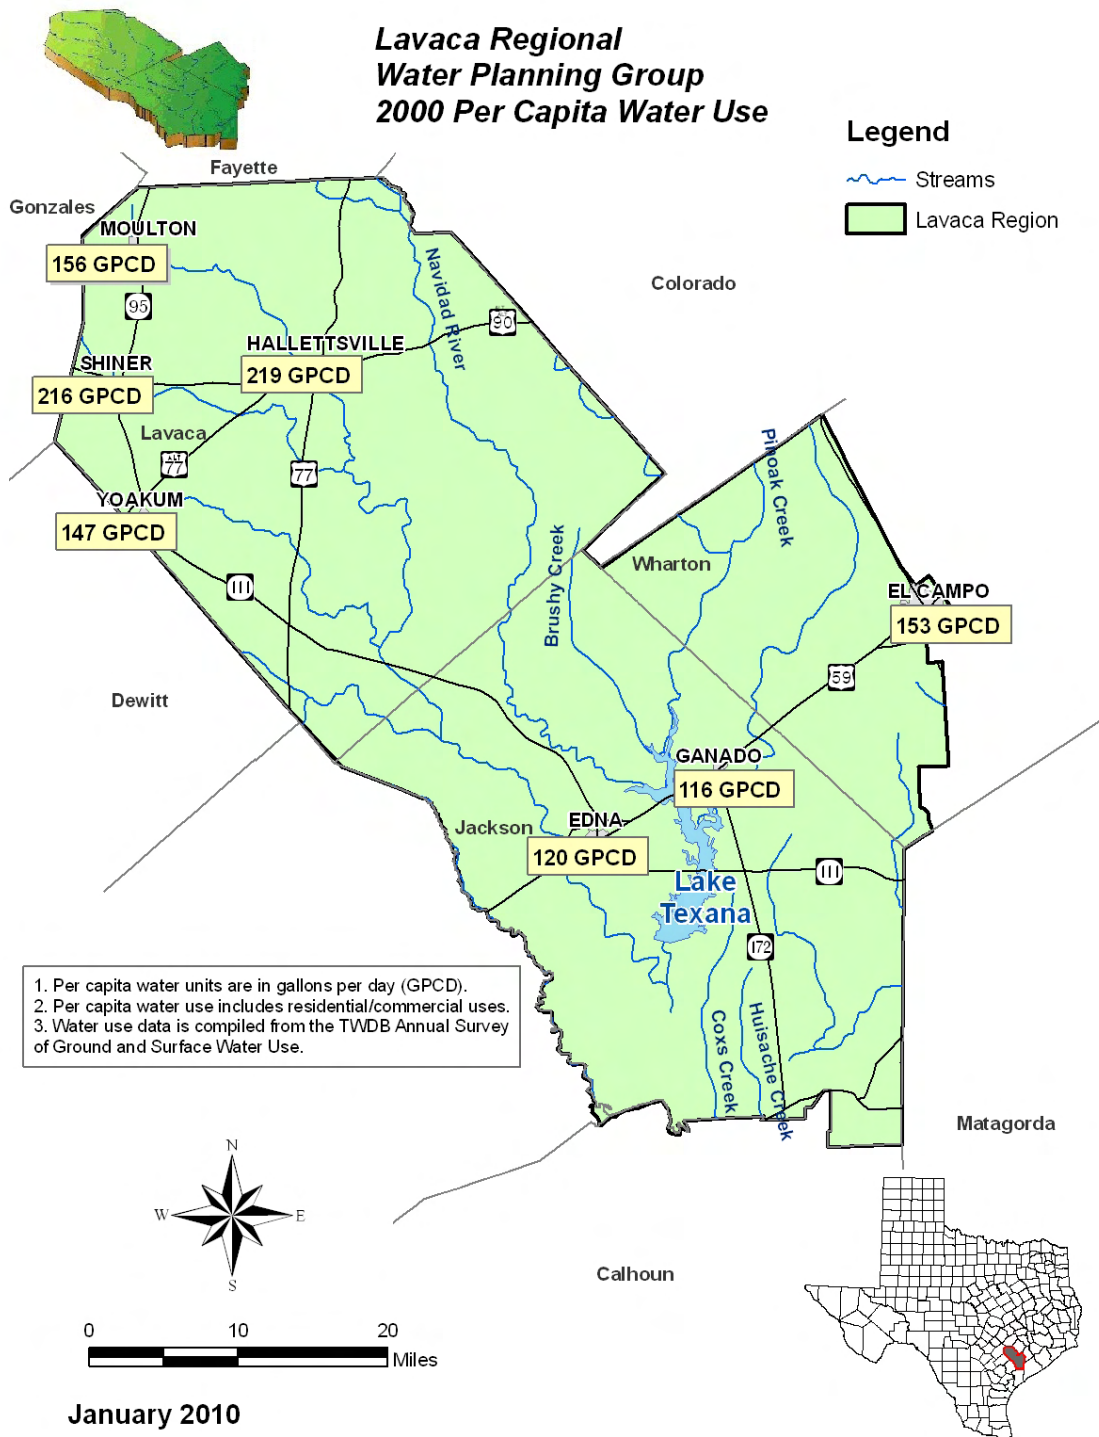 Lavaca Regional
Water Planning Group
2000 Per Capita Water Use
Legend
Streams
Lavaca Region
Fayette
Gonzales
MOULTON
156 GPCD
Colorado
Navidad River
95
90
HALLETTSVILLE
219 GPCD
SHINER
216 GPCD
Lavaca
ALT
77
77
Pinoak Creek
YOAKUM
147 GPCD
Brushy Creek
Wharton
111
EL CAMPO
153 GPCD
59
Dewitt
GANADO
116 GPCD
EDNA
Jackson
120 GPCD
111
Lake
Texana
172
1. Per capita water units are in gallons per day (GPCD).
2. Per capita water use includes residential/commercial uses.
3. Water use data is compiled from the TWDB Annual Survey
of Ground and Surface Water Use.
Coxs Creek
Huisache Creek
Matagorda
N
W
E
S
Calhoun
0 10 20
Miles
January 2010